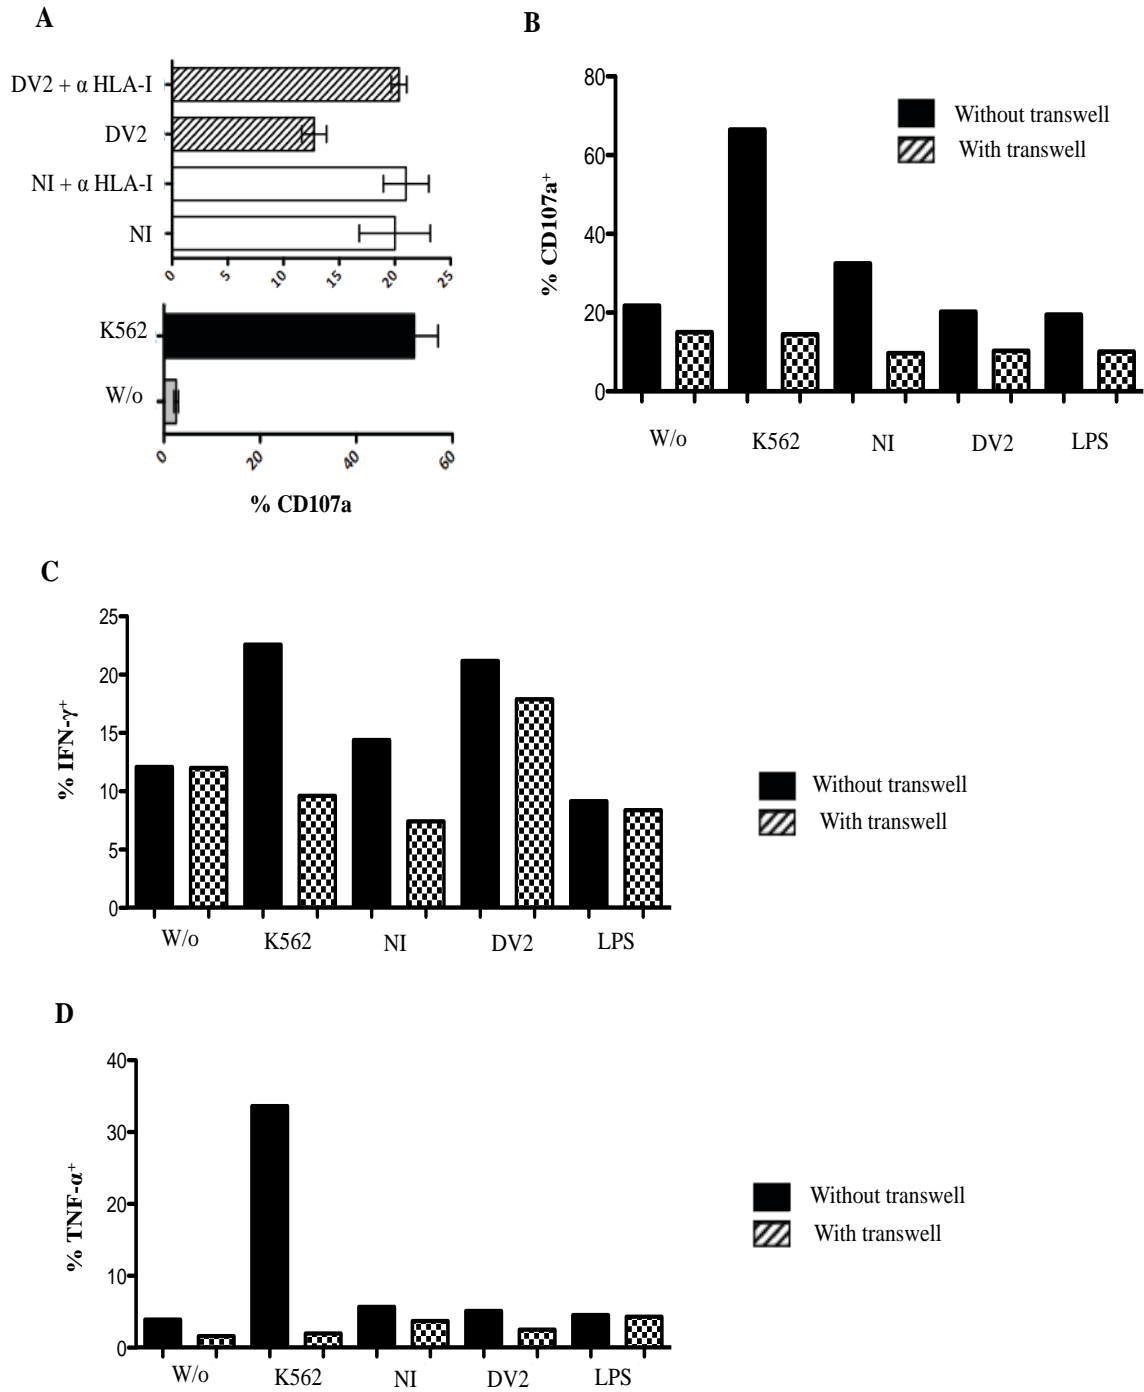 A
DV2 + α HLA-I
DV2
NI + α HLA-I
NI
0 5 10 15 20 25
K562
W/o
0 20 40 60
% CD107a
B
% CD107a+
80
60
40
20
0
Without transwell
With transwell
W/o K562 NI DV2 LPS
C
% IFN-γ+
25
20
15
10
5
0
Without transwell
With transwell
W/o K562 NI DV2 LPS
D
% TNF-α+
40
30
20
10
0
Without transwell
With transwell
W/o K562 NI DV2 LPS